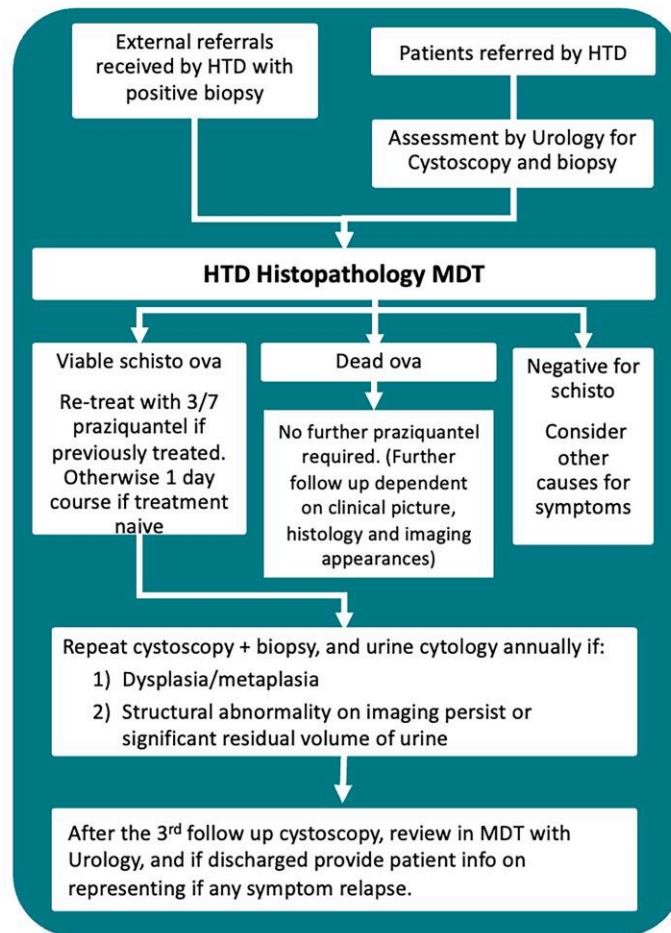 External referrals
received by HTD with
positive biopsy
Patients referred by HTD
Assessment by Urology for
Cystoscopy and biopsy
HTD Histopathology MDT
Viable schisto ova
Re-treat with 3/7
praziquantel if
previously treated.
Otherwise 1 day
course if treatment
naive
Dead ova
No further praziquantel
required. (Further
follow up dependent
on clinical picture,
histology and imaging
appearances)
Negative for
schisto
Consider
other
causes for
symptoms
Repeat cystoscopy + biopsy, and urine cytology annually if:
1) Dysplasia/metaplasia
2) Structural abnormality on imaging persist or
significant residual volume of urine
After the 3rd follow up cystoscopy, review in MDT with
Urology, and if discharged provide patient info on
representing if any symptom relapse.